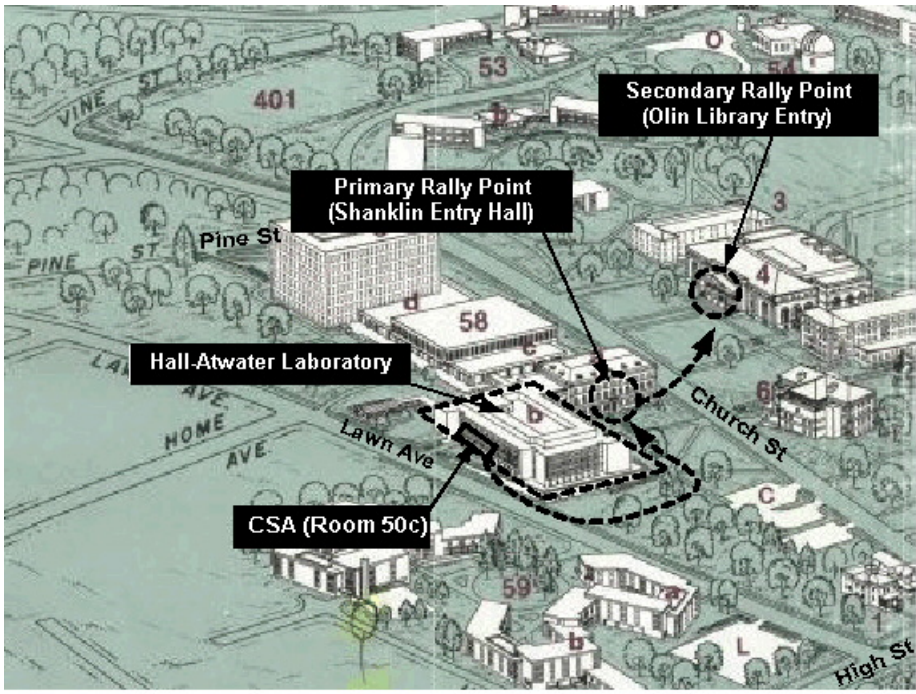 O
53
54
VINE ST
401
Secondary Rally Point
(Olin Library Entry)
b
Primary Rally Point
(Shanklin Entry Hall)
3
Pine St
PINE ST
4
d
58
c
Hall-Atwater Laboratory
LAWN AVE
HOME
AVE
b
6
Church St
Lawn Ave
C
CSA (Room 50c)
59
a
b
L
1
High St